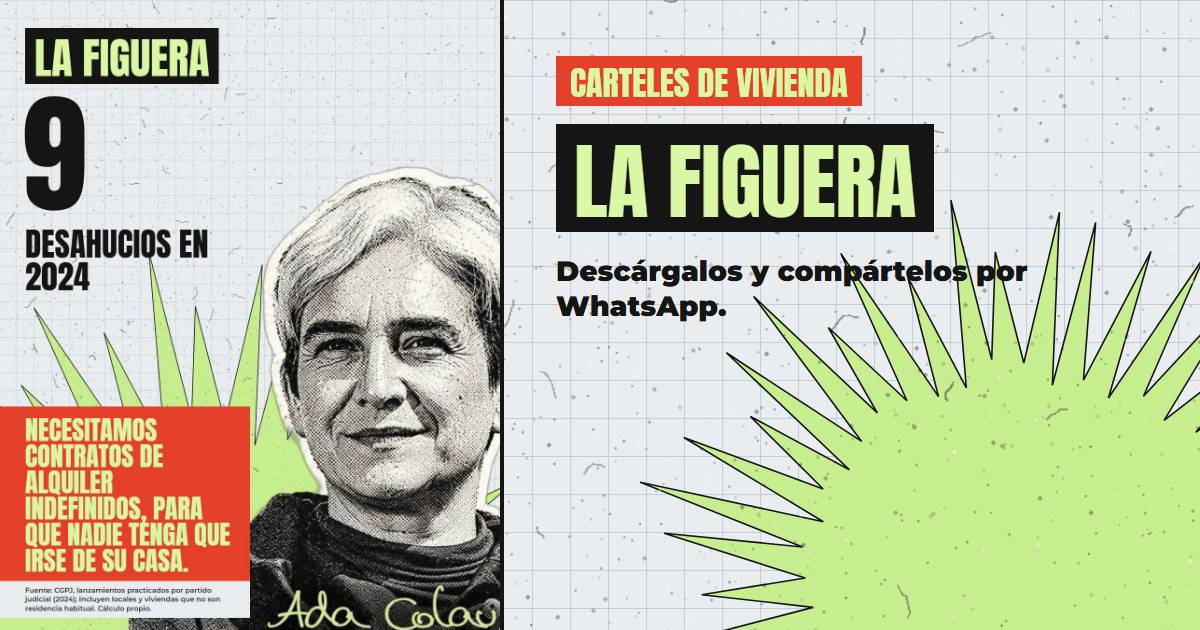 LA FIGUERA
9
DESAHUCIOS EN
2024
NECESITAMOS
CONTRATOS DE
ALQUILER
INDEFINIDOS, PARA
QUE NADIE TENGA QUE
IRSE DE SU CASA.
Fuente: CGPJ, lanzamientos practicados por partido
judicial (2024); incluyen locales y viviendas que no son
residencia habitual. Cálculo propio.
Ada Colau
CARTELES DE VIVIENDA
LA FIGUERA
Descárgalos y compártelos por
WhatsApp.